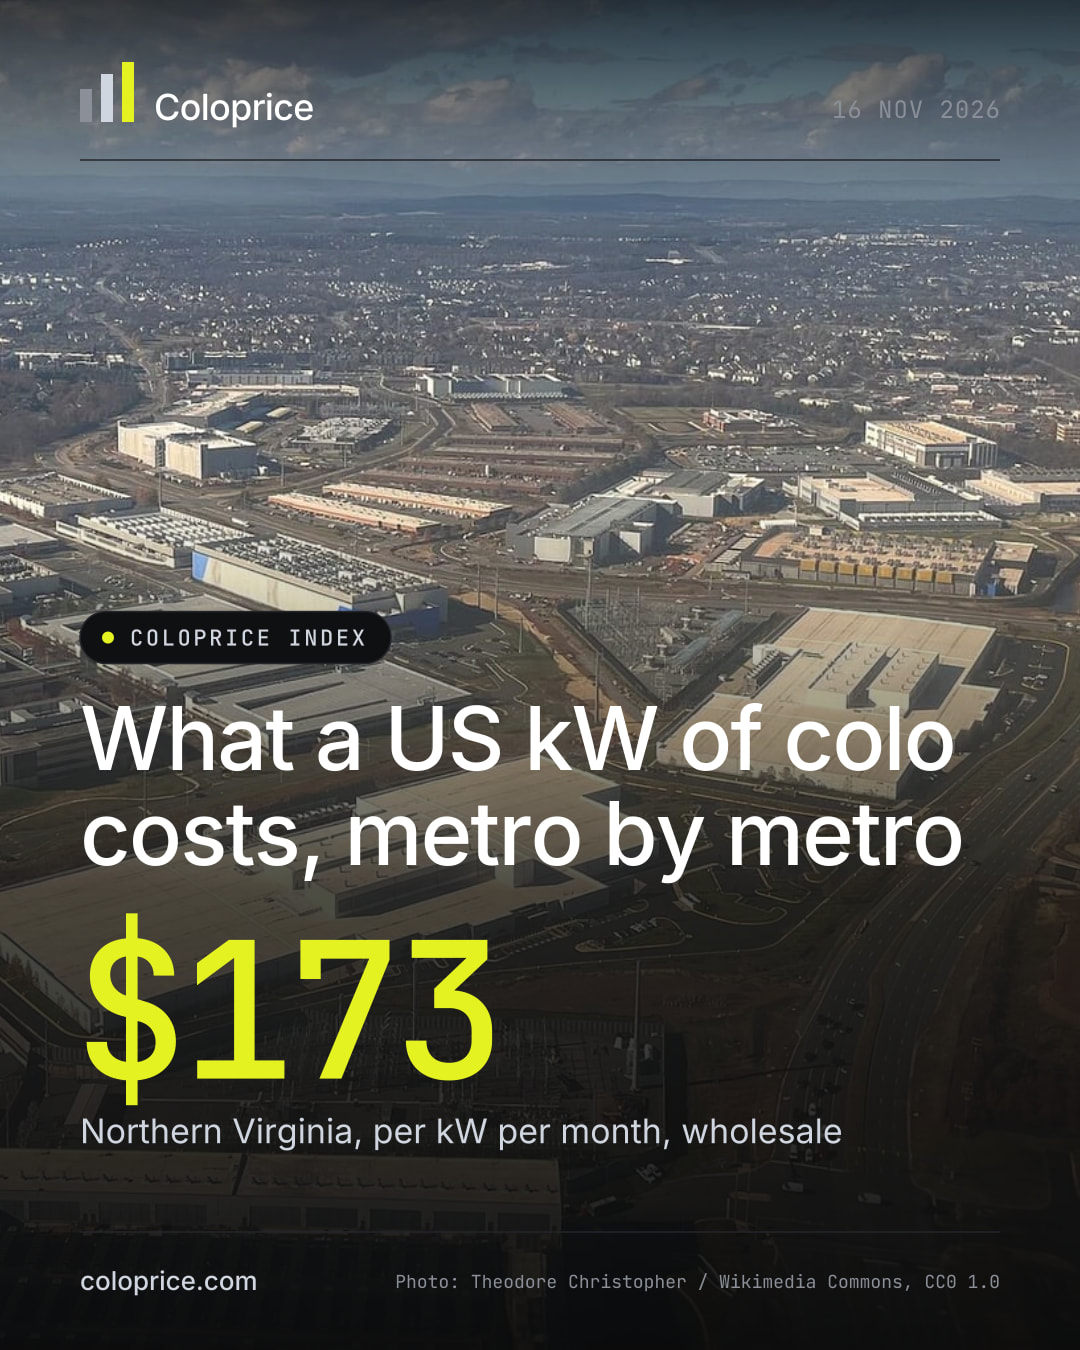 Coloprice
16 NOV 2026
COLOPRICE INDEX
What a US kW of colo
costs, metro by metro
$173
Northern Virginia, per kW per month, wholesale
coloprice.com
Photo: Theodore Christopher / Wikimedia Commons, CC0 1.0